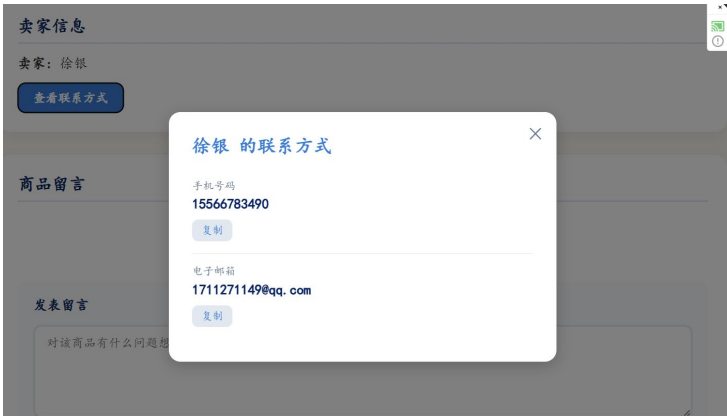 卖家信息
卖家: 徐银
查看联系方式
徐银 的联系方式
手机号码
15566783490
复制
电子邮箱
1711271149@qq.com
复制
商品留言
发表留言
对该商品有什么问题想